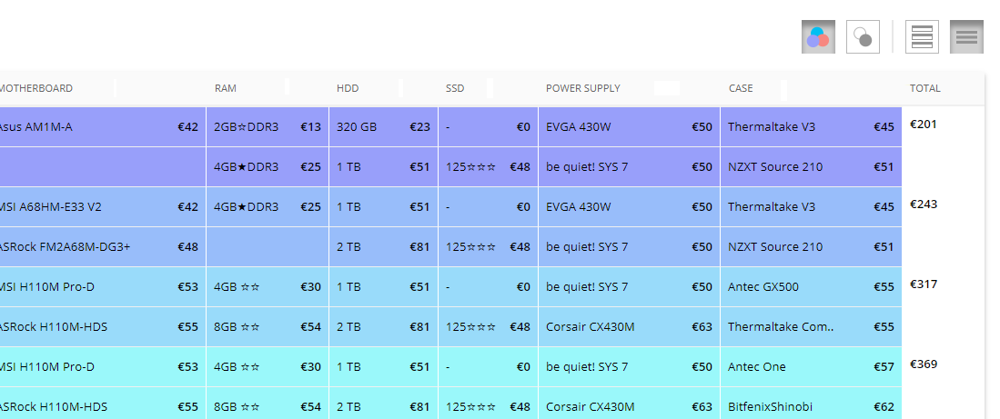 MOTHERBOARD RAM HDD SSD POWER SUPPLY CASE TOTAL
Asus AM1M-A €42 2GB☆DDR3 €13 320 GB €23 - €0 EVGA 430W €50 Thermaltake V3 €45 €201
4GB★DDR3 €25 1 TB €51 125☆☆☆ €48 be quiet! SYS 7 €50 NZXT Source 210 €51
MSI A68HM-E33 V2 €42 4GB★DDR3 €25 1 TB €51 - €0 EVGA 430W €50 Thermaltake V3 €45 €243
ASRock FM2A68M-DG3+ €48 2 TB €81 125☆☆☆ €48 be quiet! SYS 7 €50 NZXT Source 210 €51
MSI H110M Pro-D €53 4GB ☆☆ €30 1 TB €51 - €0 be quiet! SYS 7 €50 Antec GX500 €55 €317
ASRock H110M-HDS €55 8GB ☆☆ €54 2 TB €81 125☆☆☆ €48 Corsair CX430M €63 Thermaltake Com.. €55
MSI H110M Pro-D €53 4GB ☆☆ €30 1 TB €51 - €0 be quiet! SYS 7 €50 Antec One €57 €369
ASRock H110M-HDS €55 8GB ☆☆ €54 2 TB €81 125☆☆☆ €48 Corsair CX430M €63 BitfenixShinobi €62